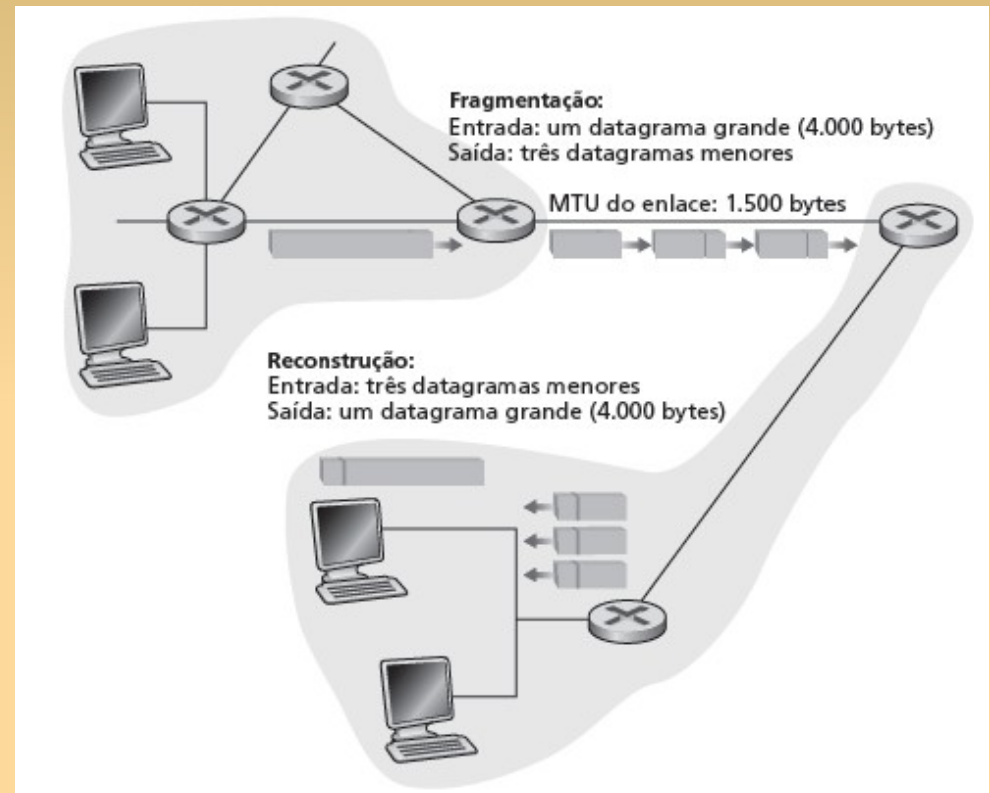 Fragmentação:
Entrada: um datagrama grande (4.000 bytes)
Saída: três datagramas menores
MTU do enlace: 1.500 bytes
Reconstrução:
Entrada: três datagramas menores
Saída: um datagrama grande (4.000 bytes)